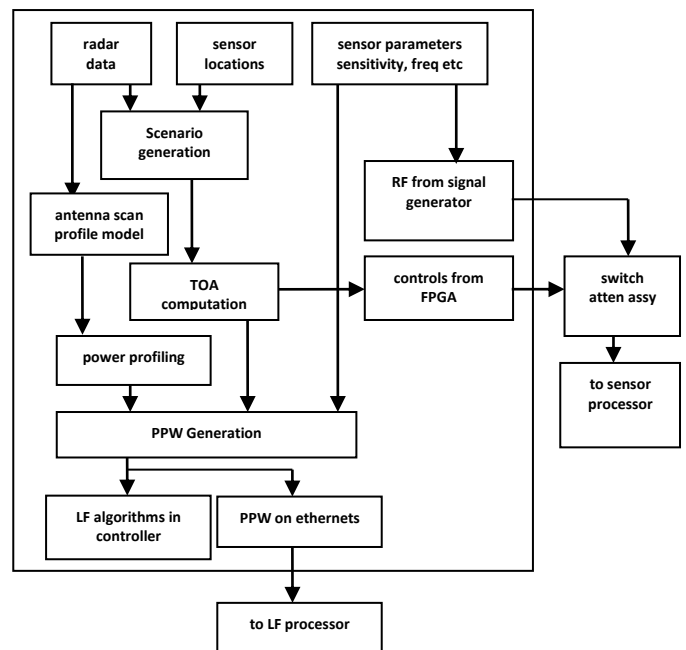 radar
data
sensor
locations
sensor parameters
sensitivity, freq etc
Scenario
generation
RF from signal
generator
antenna scan
profile model
TOA
computation
controls from
FPGA
switch
atten assy
power profiling
to sensor
processor
PPW Generation
LF algorithms in
controller
PPW on ethernets
to LF processor